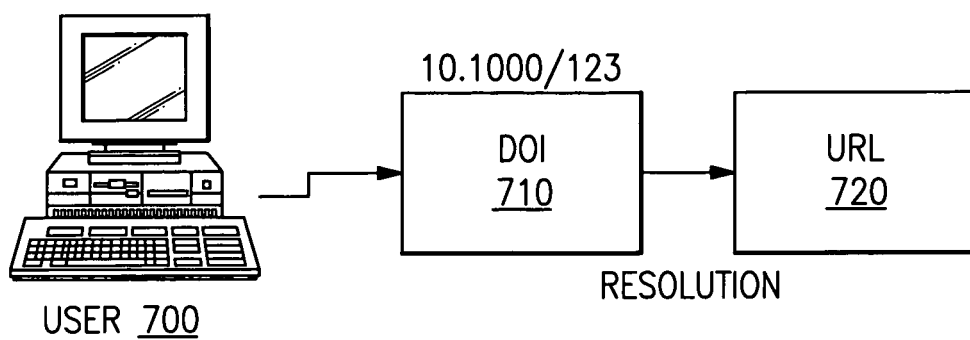 10.1000/123
DOI
710
URL
720
RESOLUTION
USER 700